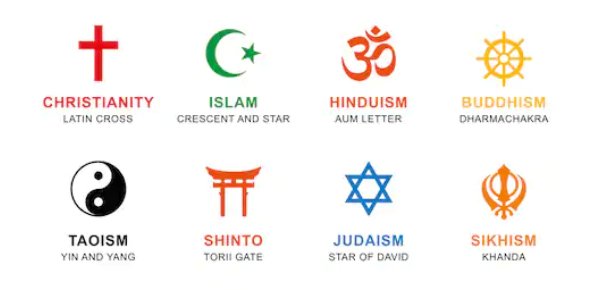 CHRISTIANITY
LATIN CROSS
ISLAM
CRESCENT AND STAR
HINDUISM
AUM LETTER
BUDDHISM
DHARMACHAKRA
TAOISM
YIN AND YANG
SHINTO
TORII GATE
JUDAISM
STAR OF DAVID
SIKHISM
KHANDA